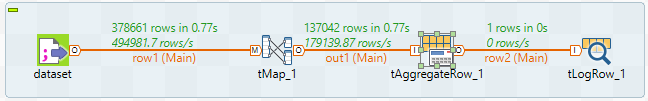 378661 rows in 0.77s
494981.7 rows/s
row1 (Main)
137042 rows in 0.77s
179139.87 rows/s
out1 (Main)
1 rows in 0s
0 rows/s
row2 (Main)
dataset
tMap_1
tAggregateRow_1
tLogRow_1